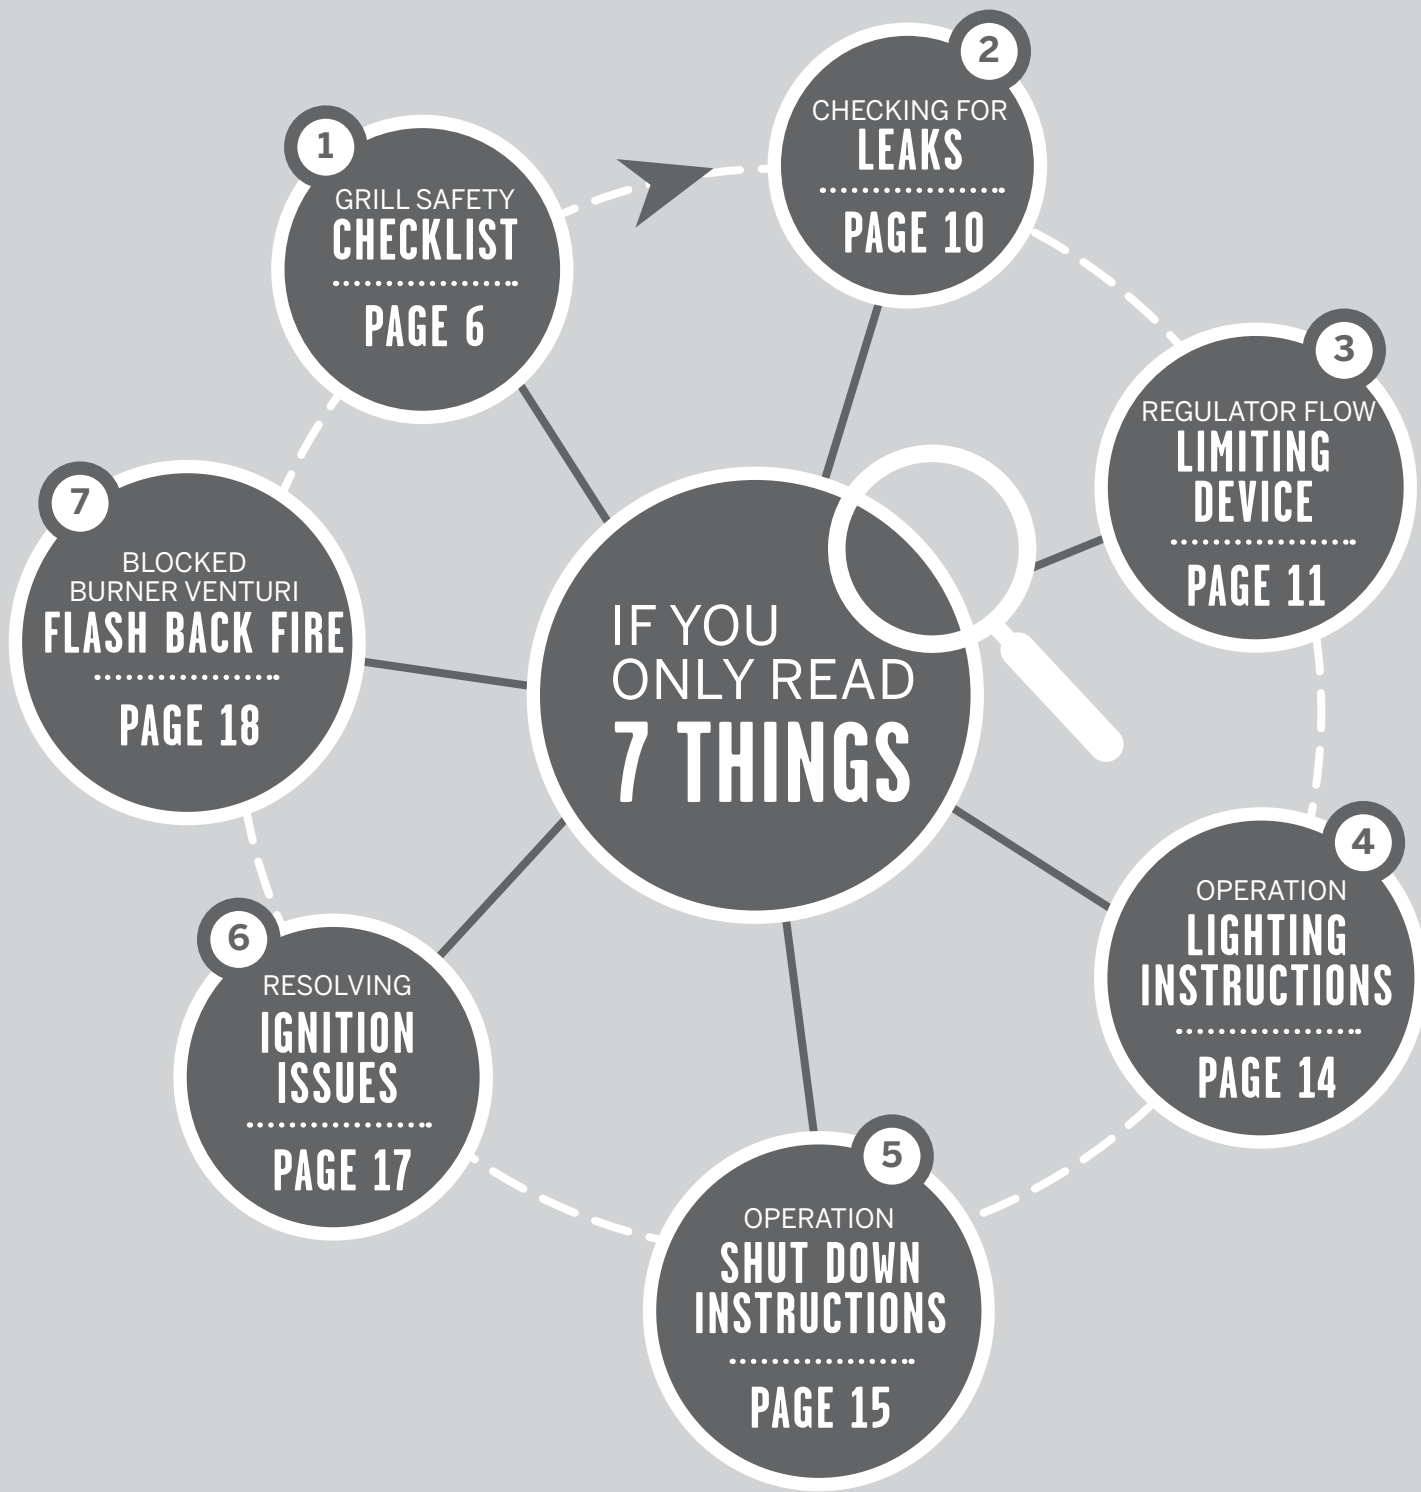 IF YOU
ONLY READ
7 THINGS
1
GRILL SAFETY
CHECKLIST
PAGE 6
2
CHECKING FOR
LEAKS
PAGE 10
3
REGULATOR FLOW
LIMITING
DEVICE
PAGE 11
4
OPERATION
LIGHTING
INSTRUCTIONS
PAGE 14
5
OPERATION
SHUT DOWN
INSTRUCTIONS
PAGE 15
6
RESOLVING
IGNITION
ISSUES
PAGE 17
7
BLOCKED
BURNER VENTURI
FLASH BACK FIRE
PAGE 18